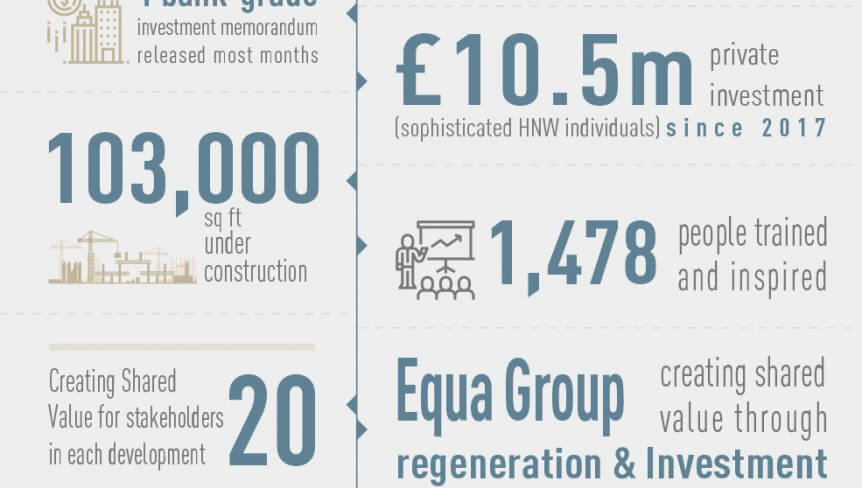 1 bank-grade
investment memorandum
released most months
£10.5m
private
investment
(sophisticated HNW individuals) since 2017
103,000
sq ft
under
construction
1,478
people trained
and inspired
Creating Shared
Value for stakeholders
in each development
20
Equa Group
creating shared
value through
regeneration & Investment